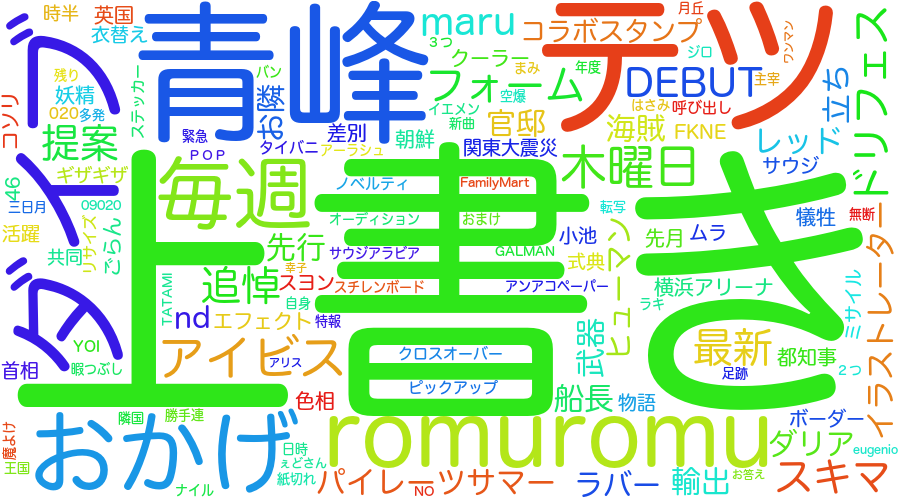 上書き
青峰
テツ
ダイブ
おかげ
romuromu
毎週
木曜日
アイビス
提案
追悼
最新
DEBUT
フォーム
maru
コラボスタンプ
ドリフェス
立ち
レッド
海賊
官邸
FKNE
呼び出し
はさみ
主宰
ジロ
ワンマン
月丘
サウジ
犠牲
無断
イラストレーター
ミサイル
横浜アリーナ
ムラ
先月
転写
小池
式典
ヒューマン
武器
ラキ
都知事
2つ
足跡
ボーダー
ダリア
eugenio
スキマ
お答え
輸出
ラバー
物語
船長
パイレーツサマー
NO
紙切れ
ぇどさん
日時
ナイル
勝手連
隣国
王国
魔よけ
色相
暇つぶし
首相
YOI
アリス
特報
エフェクト
nd
自身
スチレンボード
スヨン
幸子
サウジアラビア
オーディション
ノベルティ
先行
TATAMI
ごらん
リサイズ
共同
活躍
三日月
46
09020
ギザギザ
コソリ
020
多発
妖精
残り
時半
英国
衣替え
ステッカー
パン
お隣
緊急
POP
タイバニ
差別
アーラシュ
朝鮮
3つ
クーラー
まみ
空爆
年度
イエメン
新曲
関東大震災
FamilyMart
おまけ
GALMAN
アンアコペーパー
クロスオーバー
ピックアップ